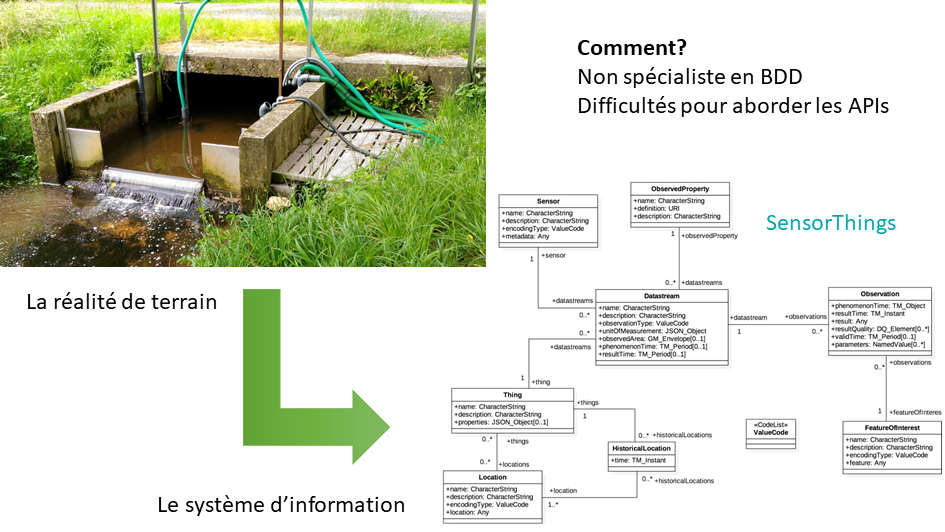 Comment?
Non spécialiste en BDD
Difficultés pour aborder les APIs
SensorThings
La réalité de terrain
Le système d’information
Sensor
+name: CharacterString
+description: CharacterString
+encodingType: ValueCode
+metadata: Any
ObservedProperty
+name: CharacterString
+definition: URI
+description: CharacterString
1
+sensor
1
+observedProperty
0..*
+datastreams
+datastreams
0..*
Datastream
+name: CharacterString
+description: CharacterString
+observationType: ValueCode
+unitOfMeasurement: JSON_Object
+observedArea: GM_Envelope[0..1]
+phenomenonTime: TM_Period[0..1]
+resultTime: TM_Period[0..1]
+datastream
1
+observations
0..*
Observation
+phenomenonTime: TM_Object
+resultTime: TM_Instant
+result: Any
+resultQuality: DQ_Element[0..*]
+validTime: TM_Period[0..1]
+parameters: NamedValue[0..*]
0..*
+datastreams
1
+thing
0..*
+observations
1
+featureOfInteres
Thing
+name: CharacterString
+description: CharacterString
+properties: JSON_Object[0..1]
+things
1
0..*
+historicalLocations
HistoricalLocation
+time: TM_Instant
0..*
+historicalLocations
«CodeList»
ValueCode
FeatureOfInterest
+name: CharacterString
+description: CharacterString
+encodingType: ValueCode
+feature: Any
0..*
+things
0..*
+locations
Location
+name: CharacterString
+description: CharacterString
+encodingType: ValueCode
+location: Any
+location
1..*